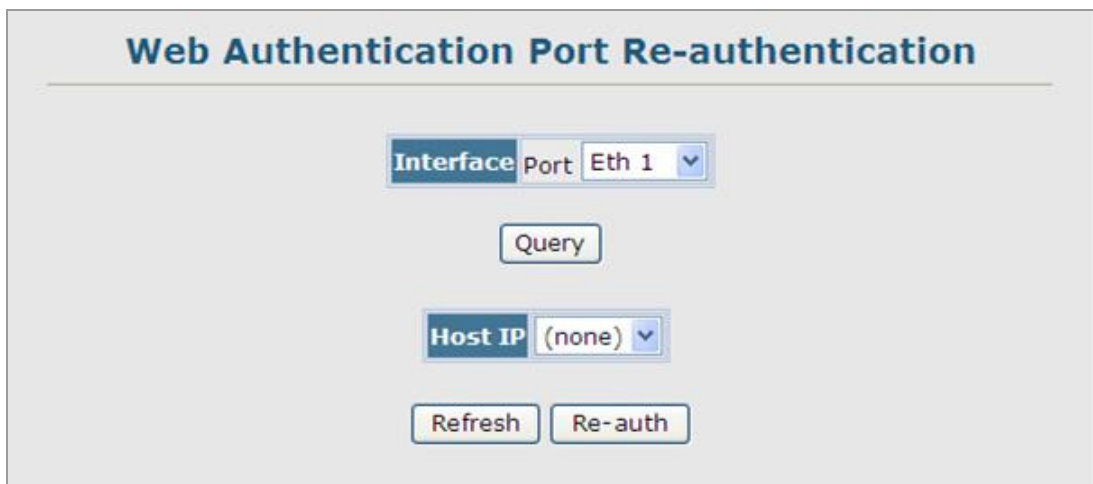 Web Authentication Port Re-authentication
Interface Port Eth 1
Query
Host IP (none)
Refresh Re-auth